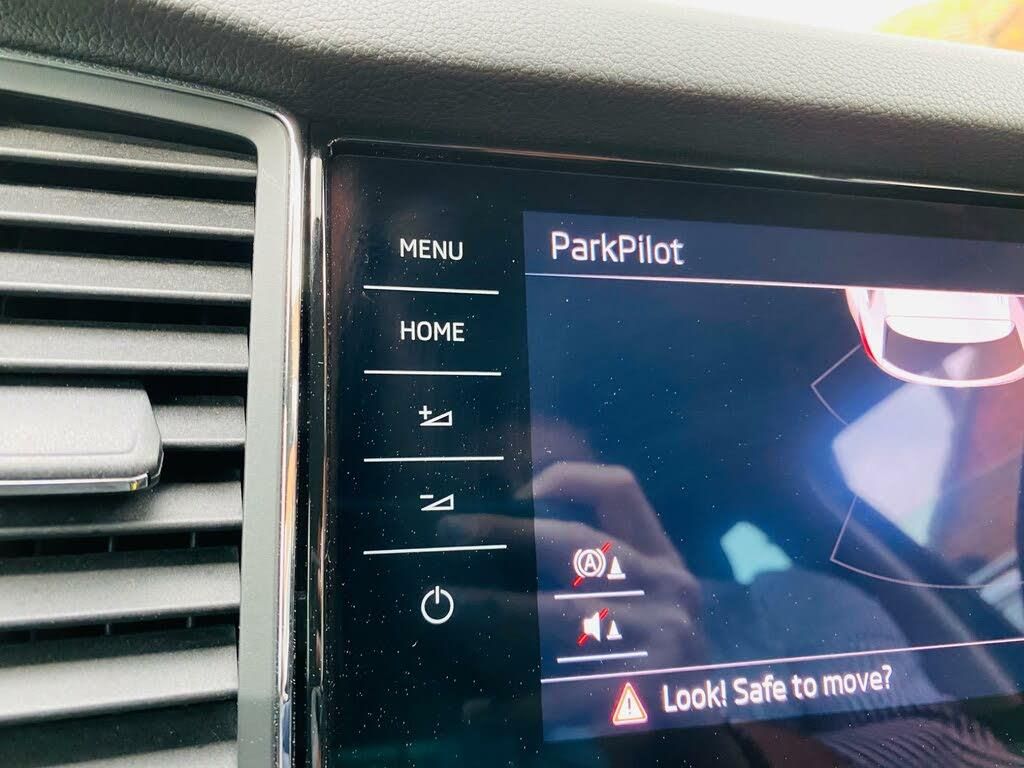 MENU
HOME
ParkPilot
A
Look! Safe to move?